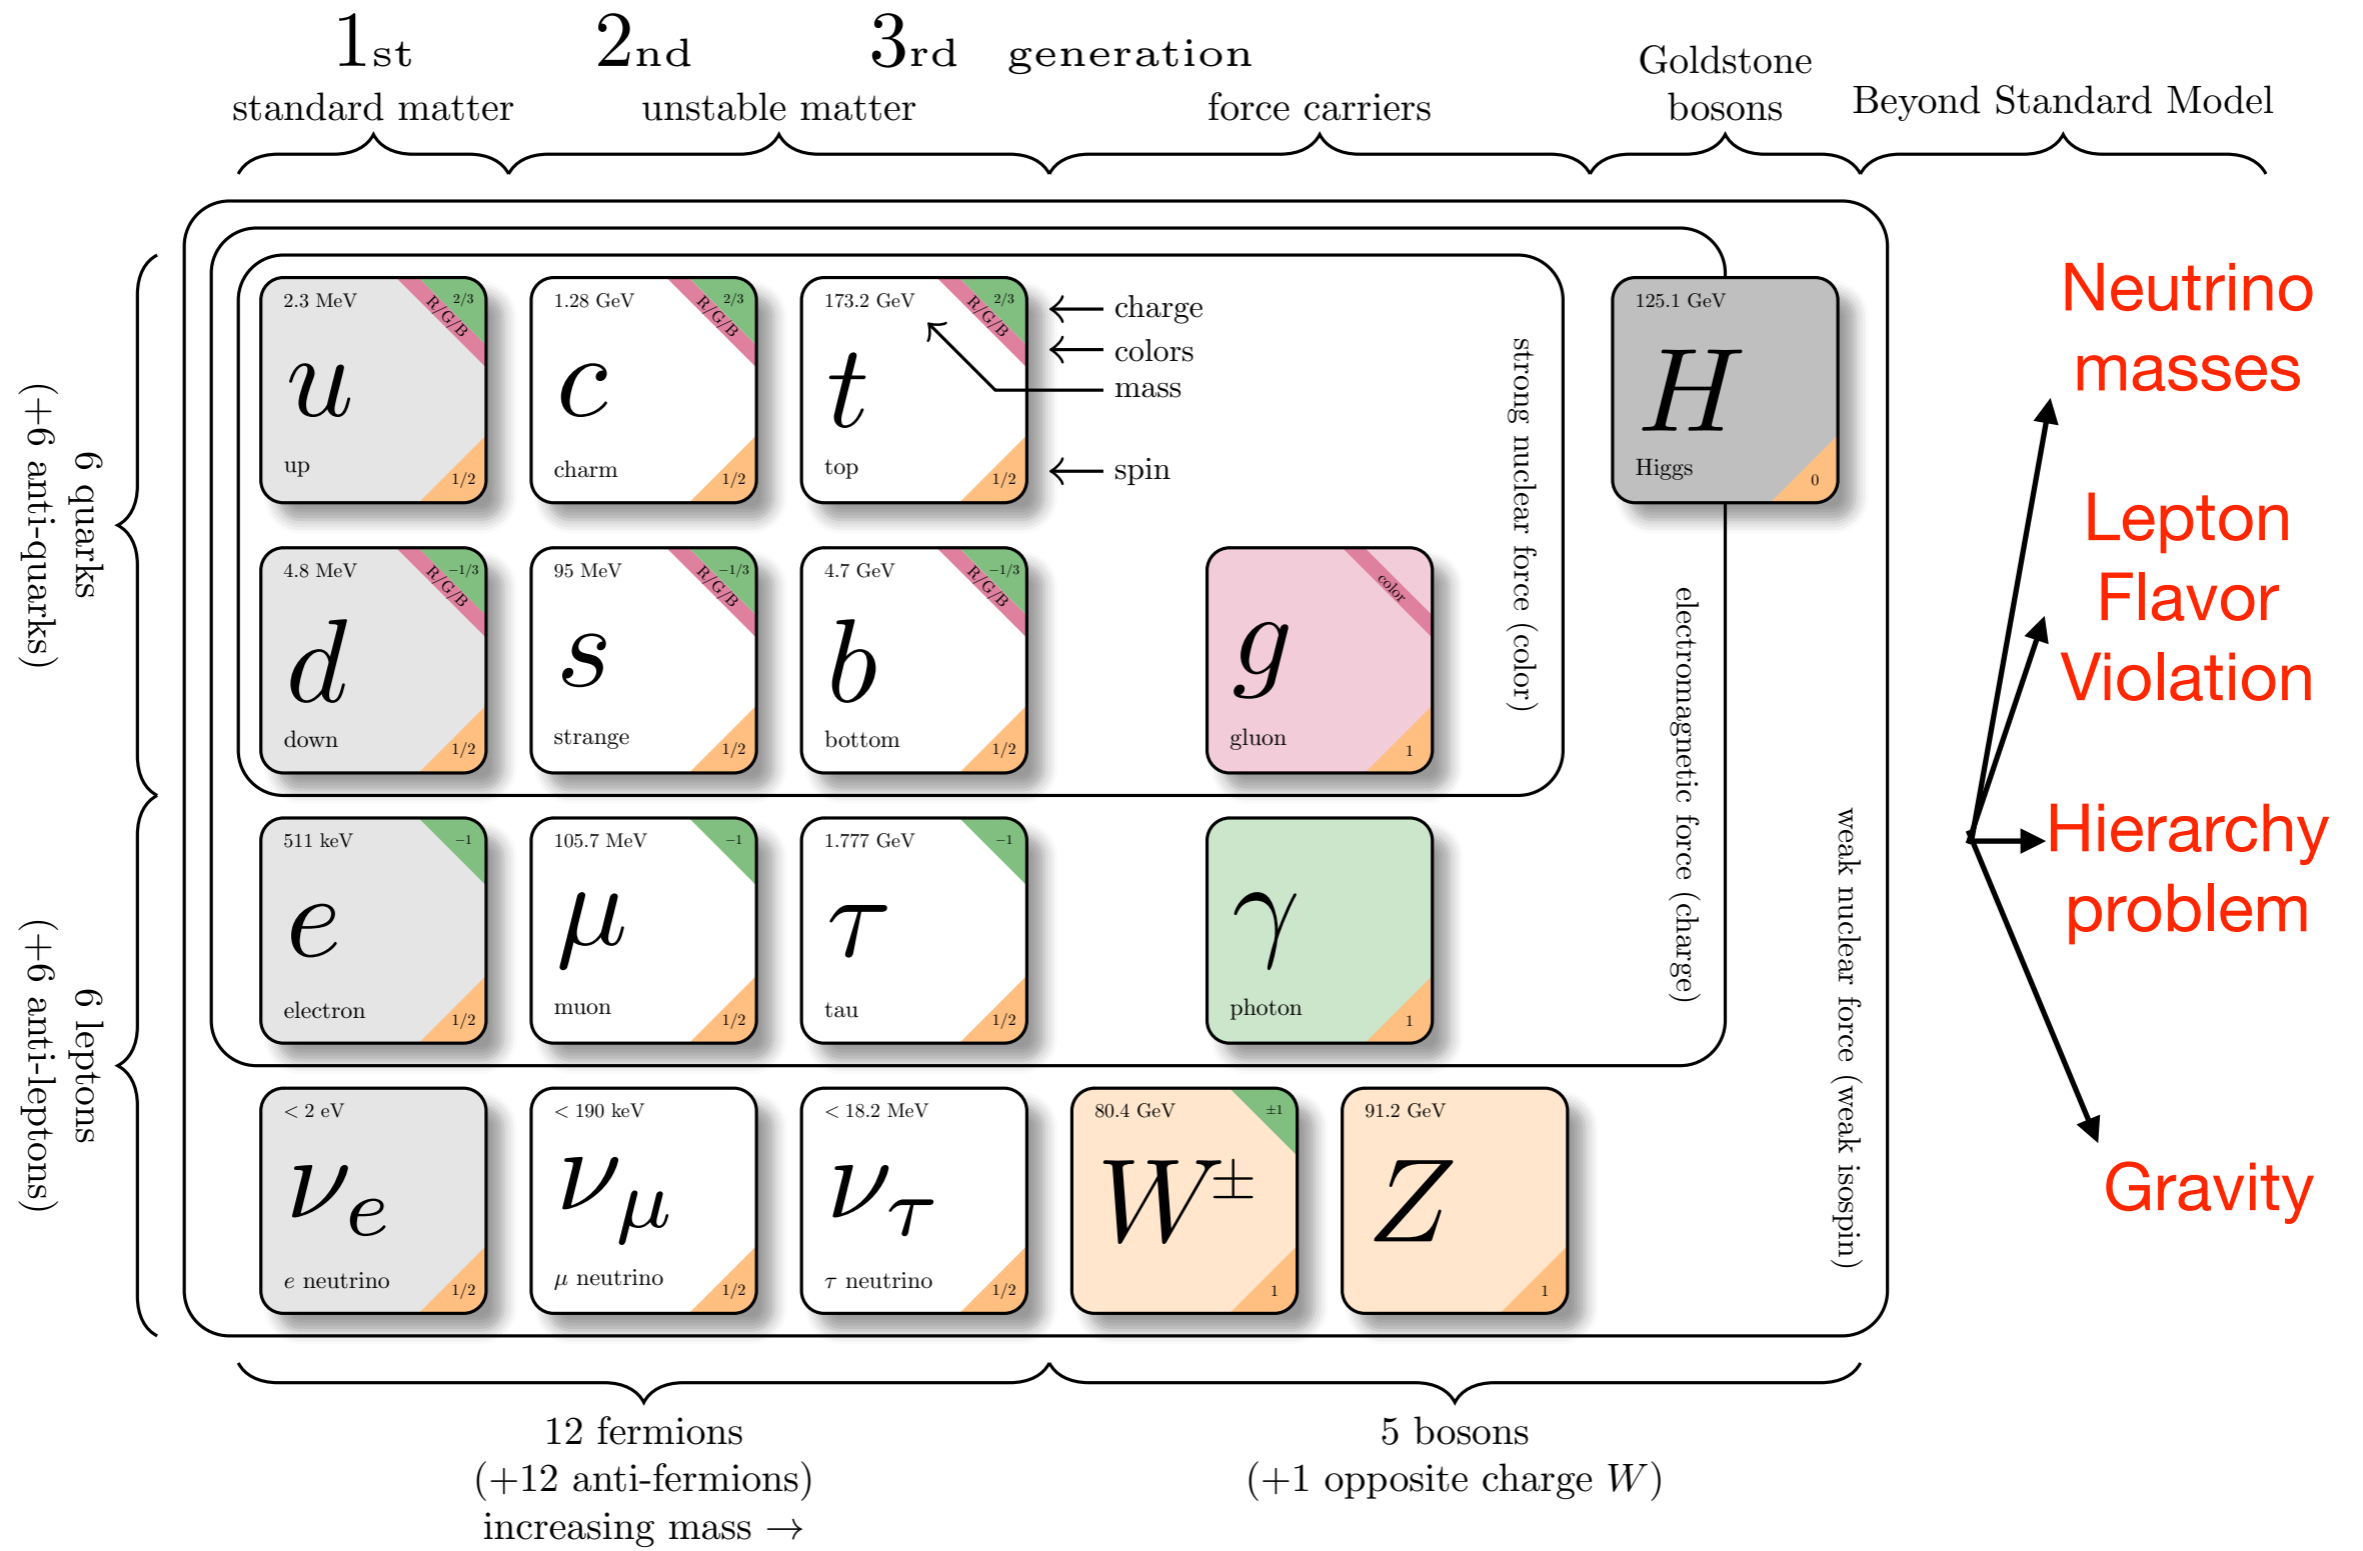 1st
2nd
3rd generation
standard matter
unstable matter
force carriers
Goldstone
bosons
Beyond Standard Model
6 quarks
(+6 anti-quarks)
6 leptons
(+6 anti-leptons)
2.3 MeV
2/3
R/G/B
u
up
1/2
1.28 GeV
2/3
R/G/B
c
charm
1/2
173.2 GeV
2/3
R/G/B
t
top
1/2
charge
colors
mass
spin
strong nuclear force (color)
125.1 GeV
H
Higgs
0
4.8 MeV
−1/3
R/G/B
d
down
1/2
95 MeV
−1/3
R/G/B
s
strange
1/2
4.7 GeV
−1/3
R/G/B
b
bottom
1/2
color
g
gluon
1
electromagnetic force (charge)
511 keV
−1
e
electron
1/2
105.7 MeV
−1
μ
muon
1/2
1.777 GeV
−1
τ
tau
1/2
γ
photon
1
weak nuclear force (weak isospin)
< 2 eV
νe
e neutrino
1/2
< 190 keV
νμ
μ neutrino
1/2
< 18.2 MeV
ντ
τ neutrino
1/2
80.4 GeV
±1
W±
1
91.2 GeV
Z
1
Neutrino
masses
Lepton
Flavor
Violation
Hierarchy
problem
Gravity
12 fermions
(+12 anti-fermions)
increasing mass →
5 bosons
(+1 opposite charge W)